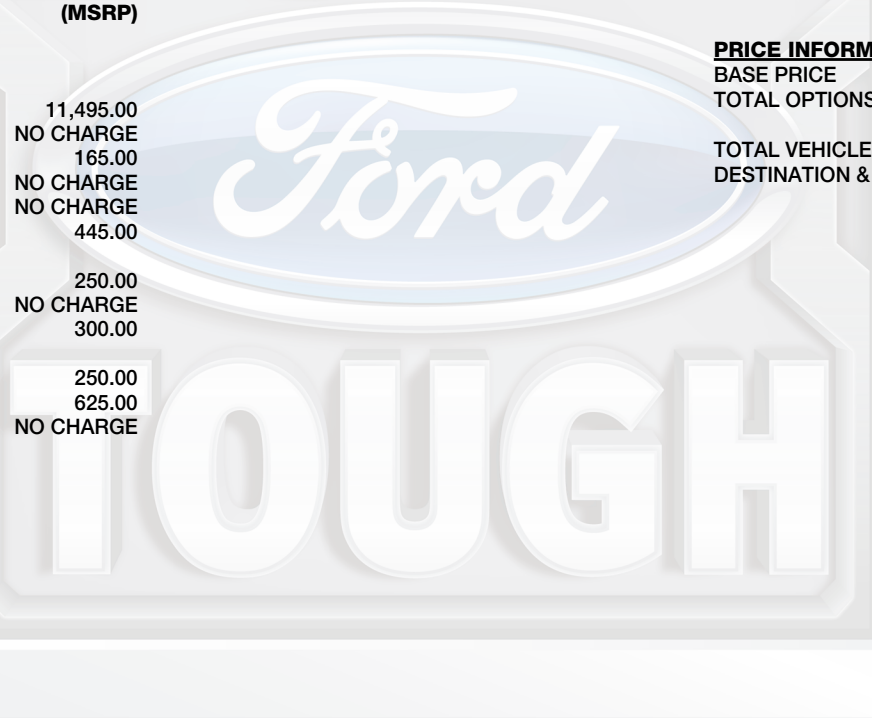 (MSRP)
11,495.00
NO CHARGE
165.00
NO CHARGE
NO CHARGE
445.00
250.00
NO CHARGE
300.00
250.00
625.00
NO CHARGE
PRICE INFORM
BASE PRICE
TOTAL OPTIONS
TOTAL VEHICLE
DESTINATION &
Ford
TOUGH